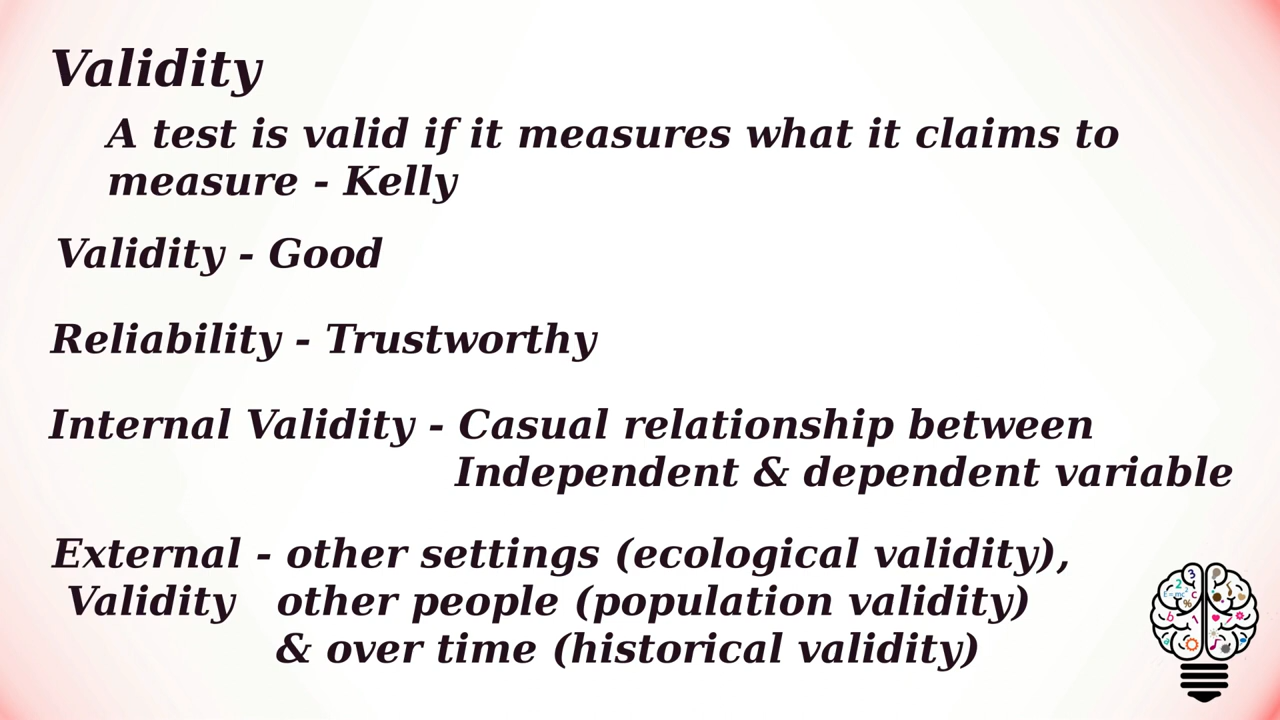 Validity
A test is valid if it measures what it claims to
measure - Kelly
Validity - Good
Reliability - Trustworthy
Internal Validity - Casual relationship between
Independent & dependent variable
External - other settings (ecological validity),
Validity other people (population validity)
& over time (historical validity)